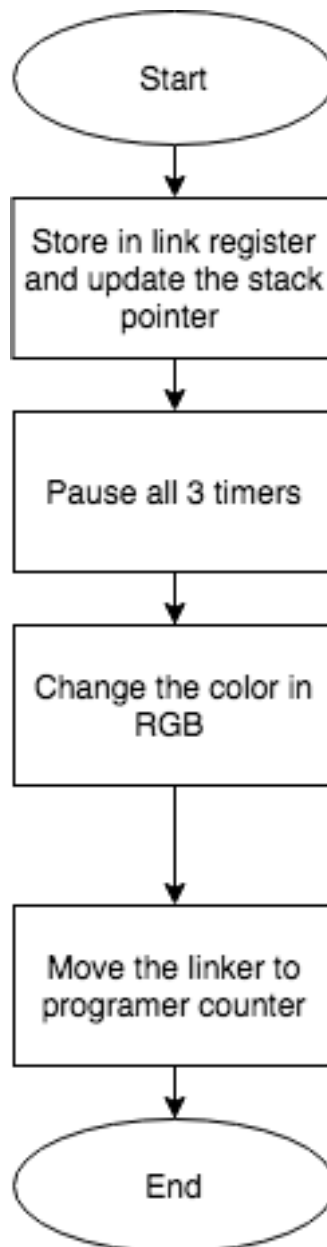 Start
Store in link register
and update the stack
pointer
Pause all 3 timers
Change the color in
RGB
Move the linker to
programer counter
End